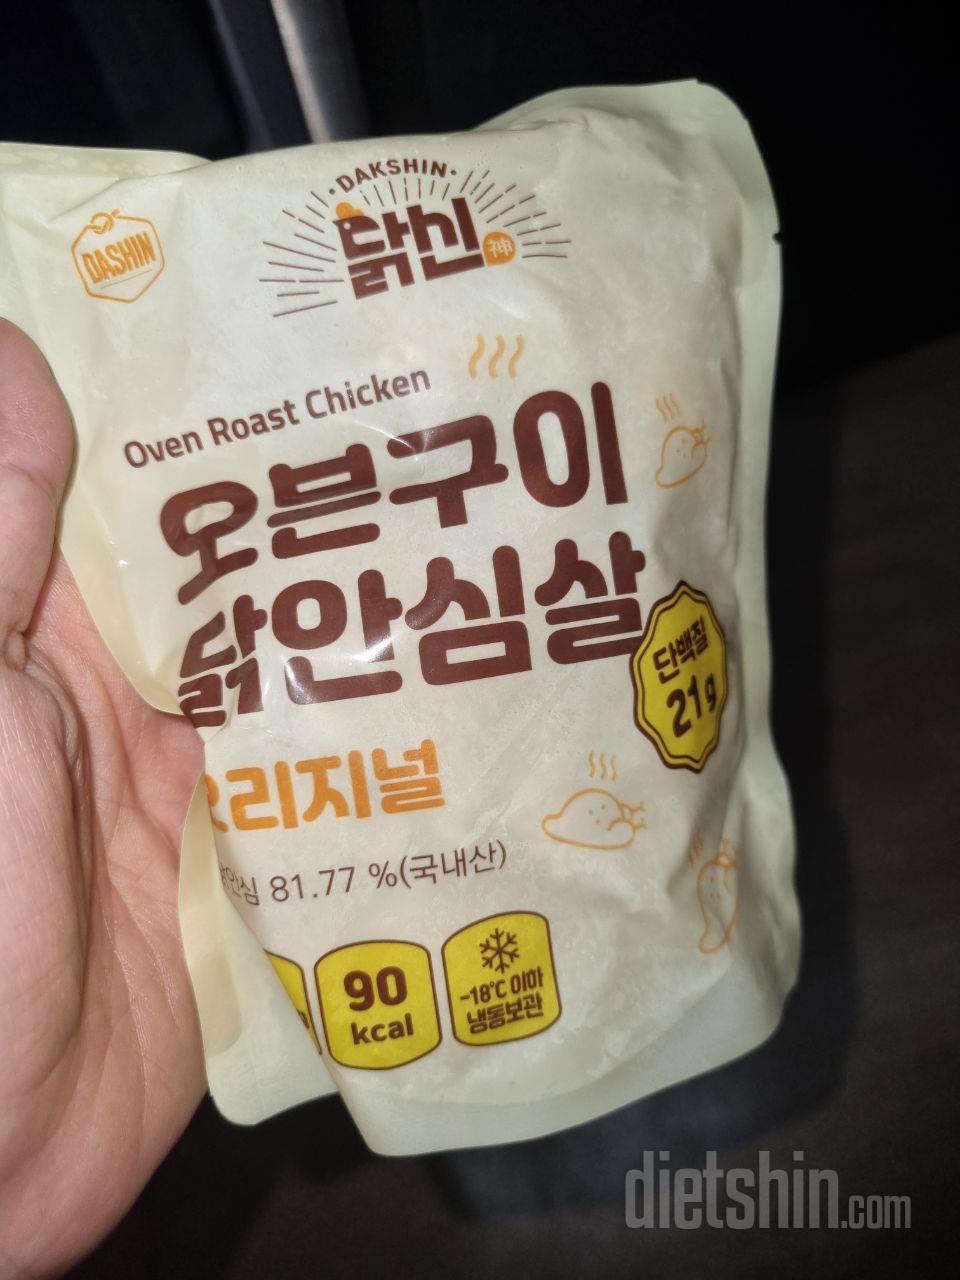 DAKSHIN
닭신
神
DASHIN
Oven Roast Chicken
오븐구이
닭안심살
단백질
21g
오리지널
닭안심 81.77 %(국내산)
90
kcal
-18℃ 이하
냉동보관
dietshin.com